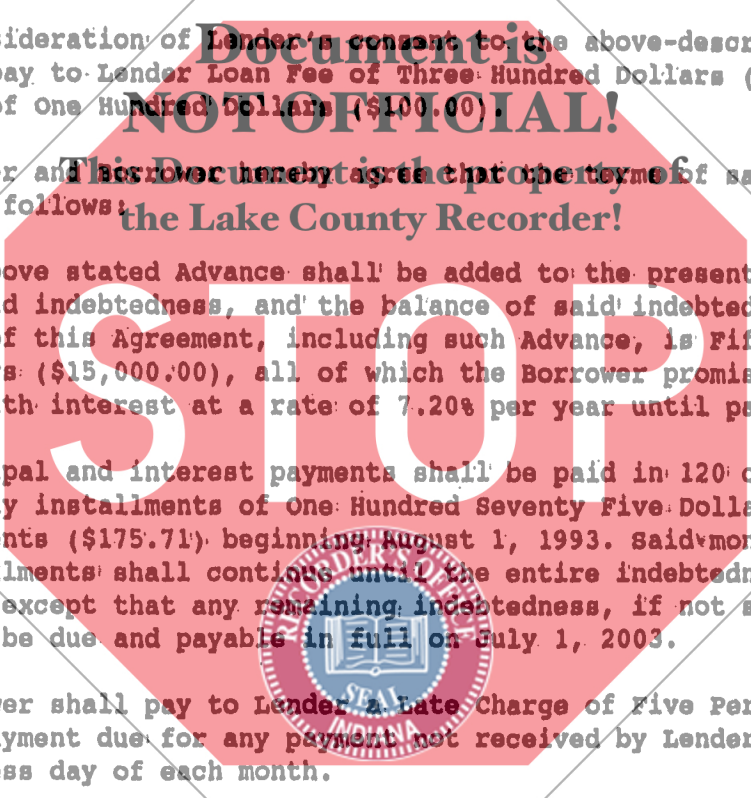 sideration of Lender's consent to the above-descr
pay to Lender Loan Fee of Three Hundred Dollars (
of One Hundred Dollars ($100.00).
r and Borrower hereby agree that the terms of sa
follows:
ove stated Advance shall be added to the present
d indebtedness, and the balance of said indebted
of this Agreement, including such Advance, is Fif
s ($15,000.00), all of which the Borrower promis
th interest at a rate of 7.20% per year until pa
pal and interest payments shall be paid in 120 c
y installments of One Hundred Seventy Five Dolla
nts ($175.71) beginning August 1, 1993. Said mon
lments shall continue until the entire indebtedn
except that any remaining indebtedness, if not s
be due and payable in full on July 1, 2003.
er shall pay to Lender a Late Charge of Five Per
yment due for any payment not received by Lender
ess day of each month.
Document is
NOT OFFICIAL!
This Document is the property of
the Lake County Recorder!
STOP
RECORDER'S OFFICE
SEAL
INDIANA